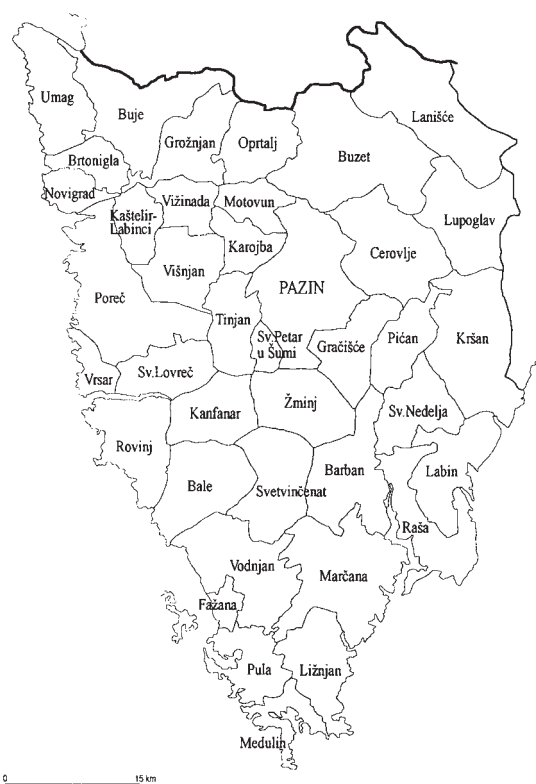 Umag
Buje
Lanišće
Grožnjan
Oprtalj
Buzet
Brtonigla
Novigrad
Kaštelir-
Labinci
Vižinada
Motovun
Lupoglav
Karojba
Cerovlje
Višnjan
PAZIN
Poreč
Tinjan
Sv.Petar
u Šumi
Gračišće
Pićan
Kršan
Vrsar
Sv.Lovreč
Kanfanar
Žminj
Sv.Nedelja
Rovinj
Bale
Svetvinčenat
Barban
Labin
Raša
Vodnjan
Marčana
Fažana
Pula
Ližnjan
Medulin
0 15 km